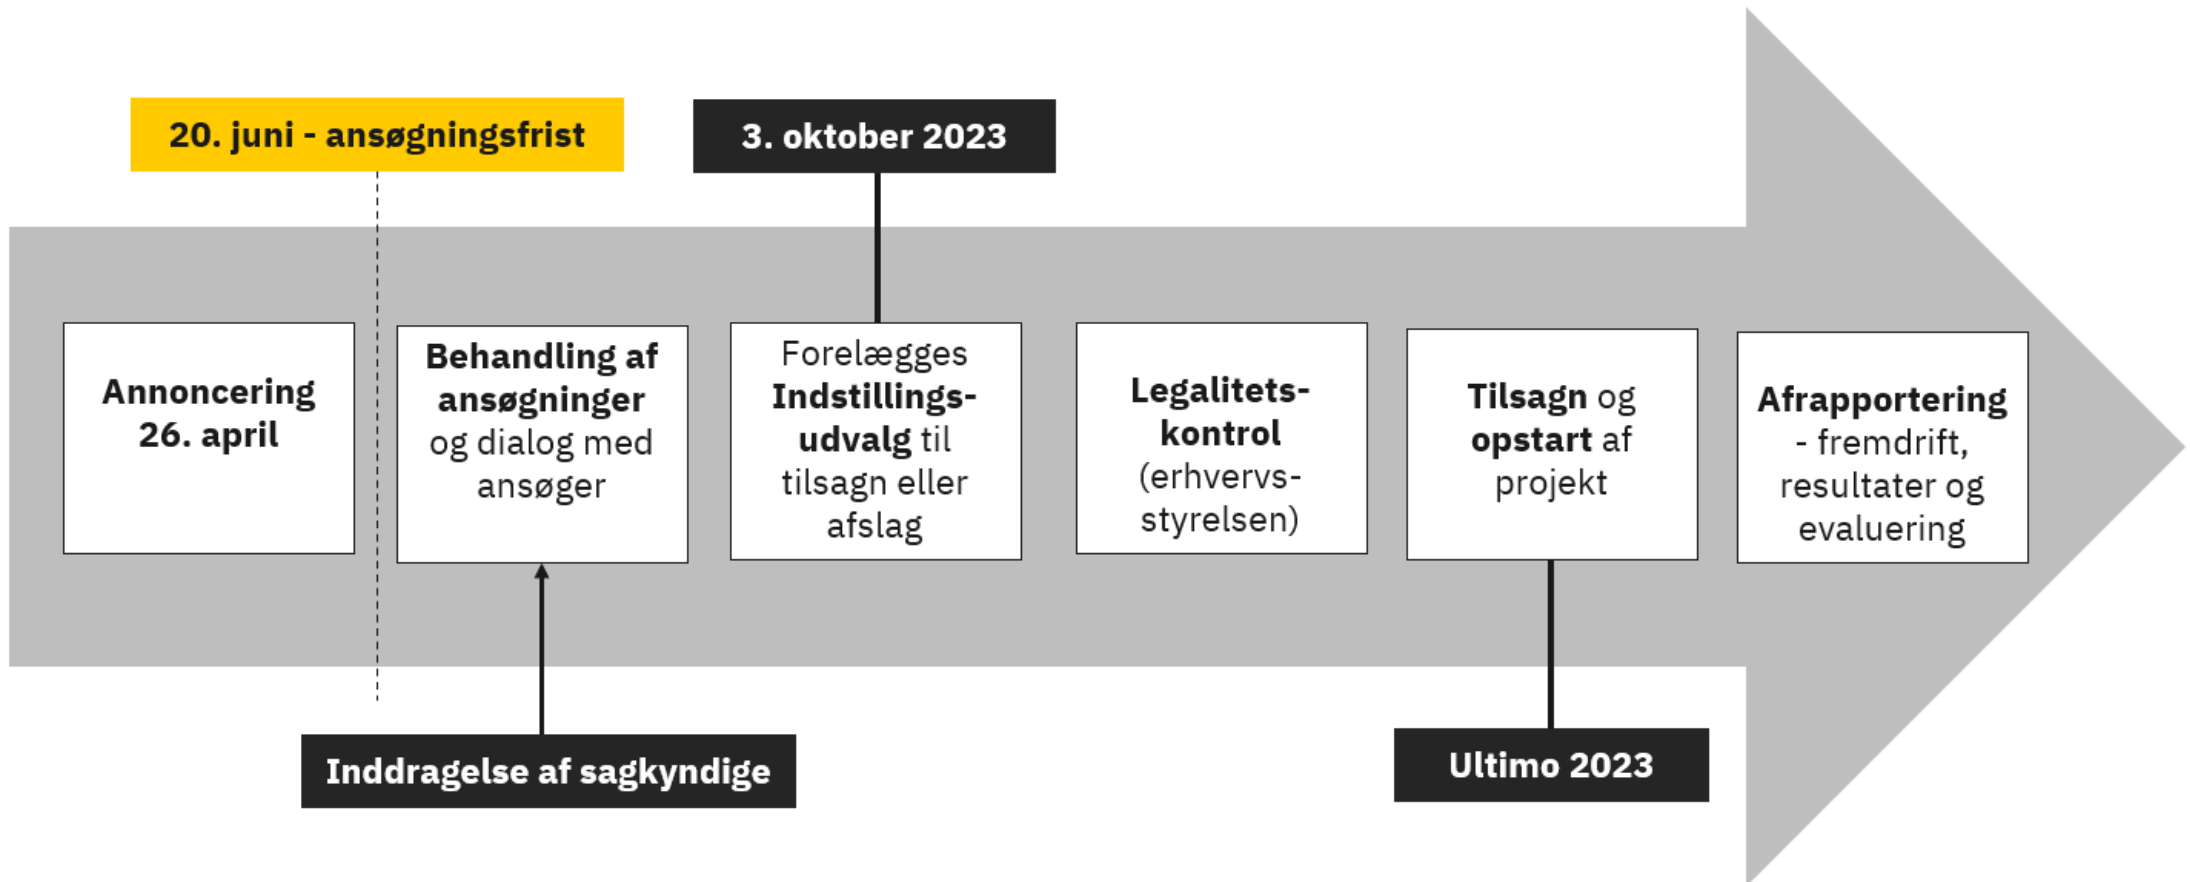 20. juni - ansøgningsfrist
3. oktober 2023
Annoncering
26. april
Behandling af
ansøgninger
og dialog med
ansøger
Forelægges
Indstillings-
udvalg til
tilsagn eller
afslag
Legalitets-
kontrol
(erhvervs-
styrelsen)
Tilsagn og
opstart af
projekt
Afrapportering
- fremdrift,
resultater og
evaluering
Inddragelse af sagkyndige
Ultimo 2023